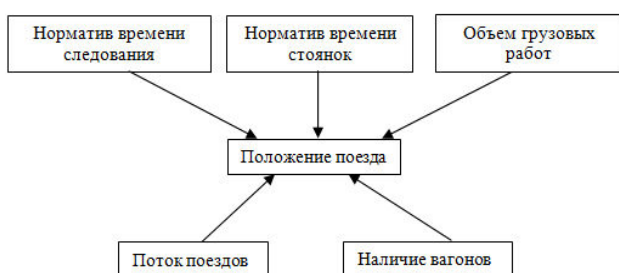 Норматив времени
следования
Норматив времени
стоянок
Объем грузовых
работ
Положение поезда
Поток поездов
Наличие вагонов